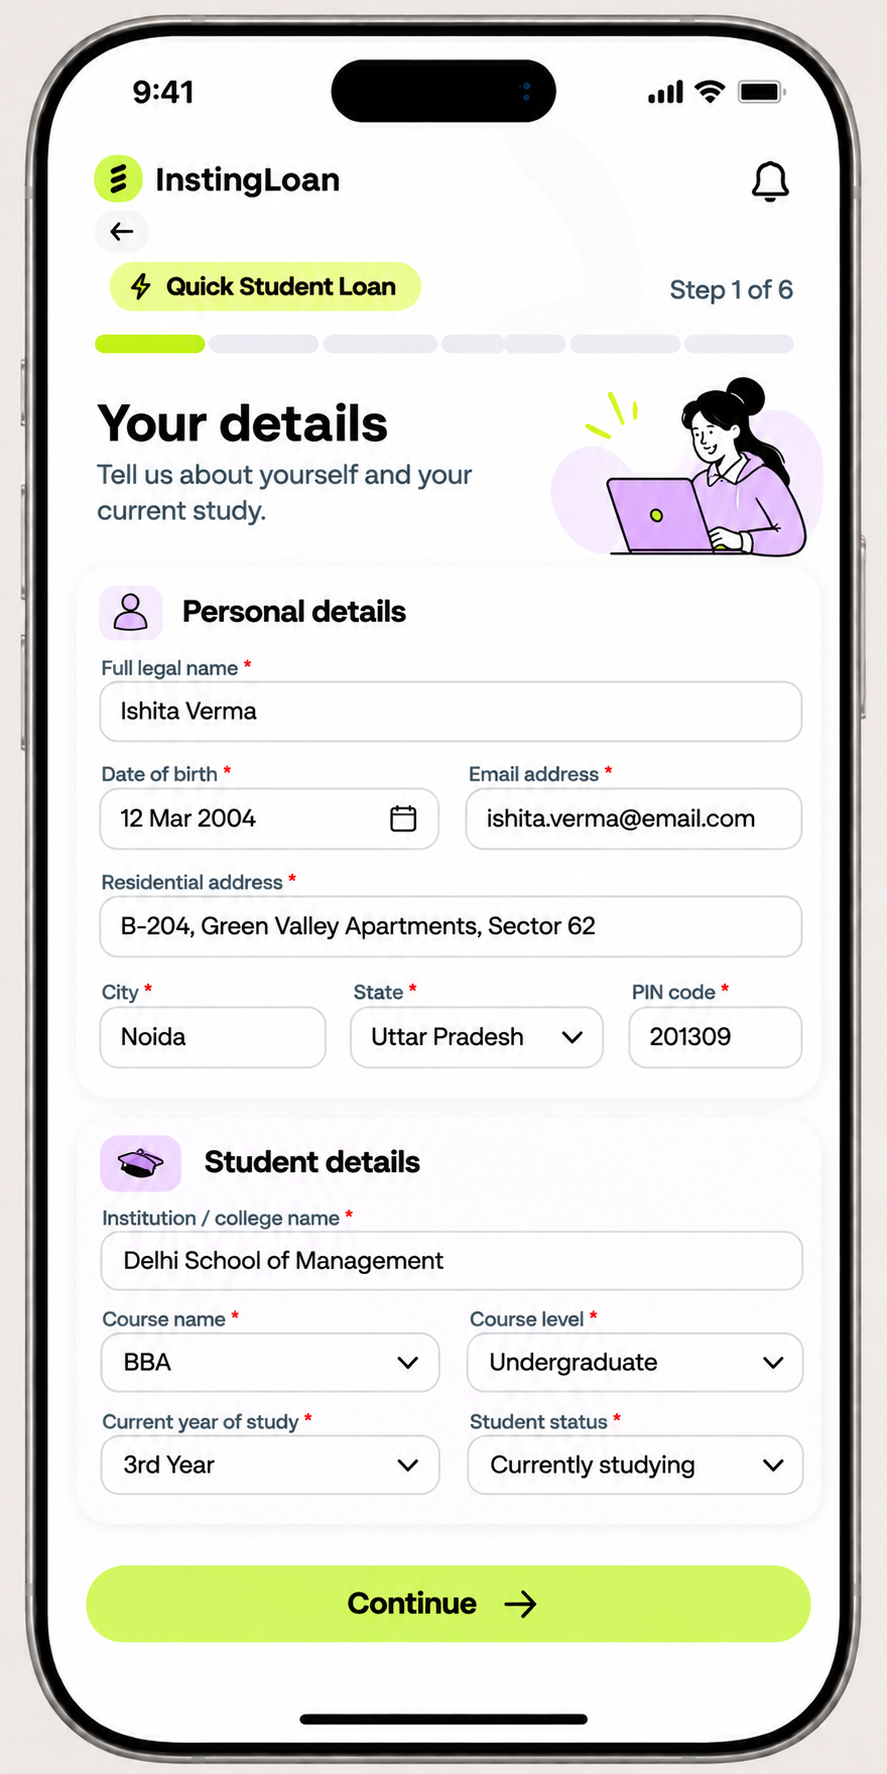 9:41
InstingLoan
Quick Student Loan
Step 1 of 6
Your details
Tell us about yourself and your
current study.
Personal details
Full legal name *
Ishita Verma
Date of birth * Email address *
12 Mar 2004 ishita.verma@email.com
Residential address *
B-204, Green Valley Apartments, Sector 62
City * State * PIN code *
Noida Uttar Pradesh 201309
Student details
Institution / college name *
Delhi School of Management
Course name * Course level *
BBA Undergraduate
Current year of study * Student status *
3rd Year Currently studying
Continue →